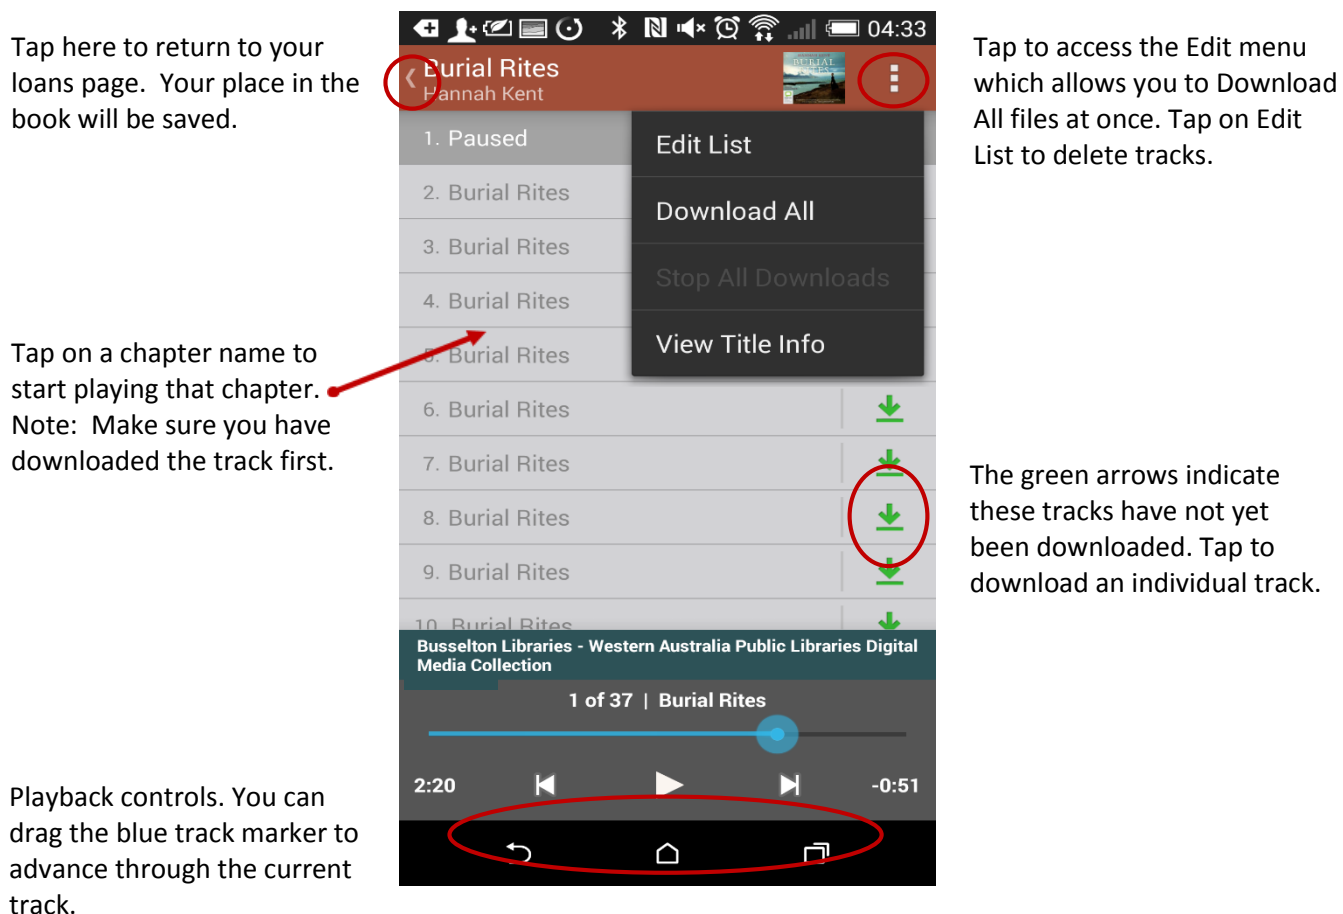 Tap here to return to your
loans page.  Your place in the
book will be saved.
Tap on a chapter name to
start playing that chapter.
Note:  Make sure you have
downloaded the track first.
Playback controls. You can
drag the blue track marker to
advance through the current
track.
04:33
Burial Rites
Hannah Kent
BURIAL
RITES
1. Paused
2. Burial Rites
3. Burial Rites
4. Burial Rites
5. Burial Rites
6. Burial Rites
7. Burial Rites
8. Burial Rites
9. Burial Rites
10. Burial Rites
Edit List
Download All
Stop All Downloads
View Title Info
Busselton Libraries - Western Australia Public Libraries Digital
Media Collection
1 of 37 | Burial Rites
2:20
-0:51
Tap to access the Edit menu
which allows you to Download
All files at once. Tap on Edit
List to delete tracks.
The green arrows indicate
these tracks have not yet
been downloaded. Tap to
download an individual track.